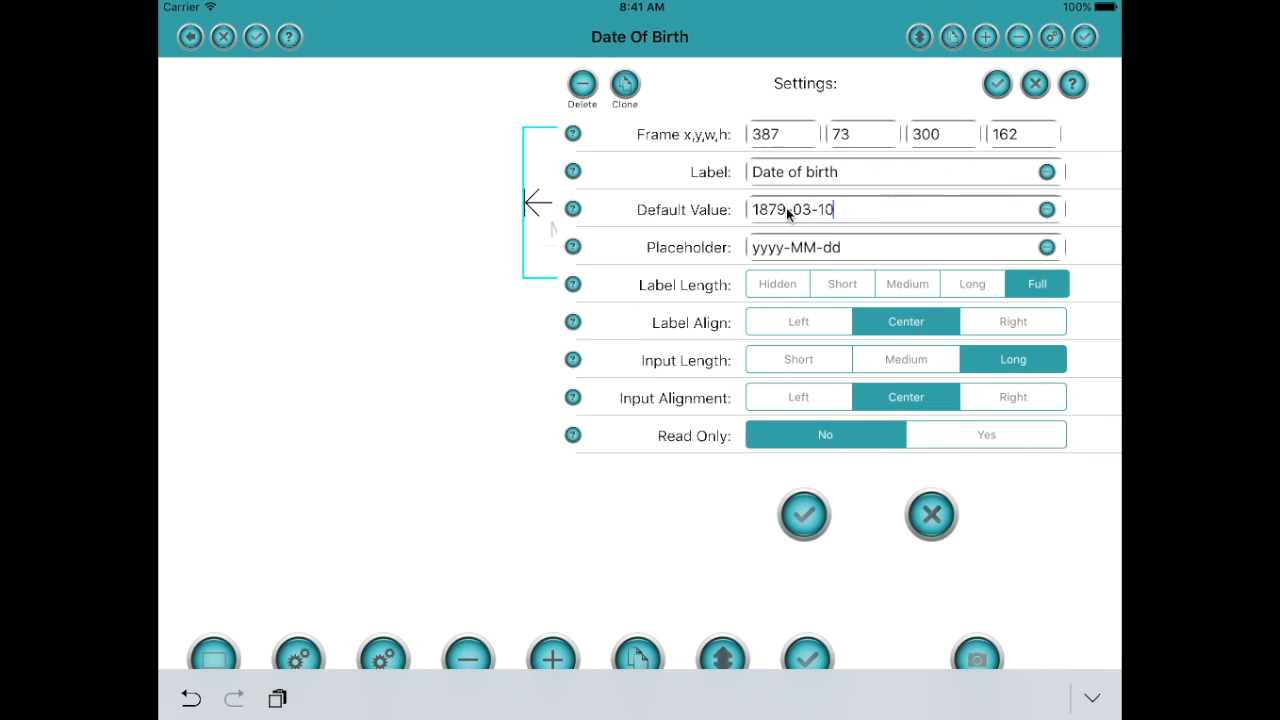 Carrier 8:41 AM 100%
Date Of Birth
Settings:
Delete Clone
Frame x,y,w,h: 387 73 300 162
Label: Date of birth
Default Value: 1879-03-10
Placeholder: yyyy-MM-dd
Label Length: Hidden Short Medium Long Full
Label Align: Left Center Right
Input Length: Short Medium Long
Input Alignment: Left Center Right
Read Only: No Yes